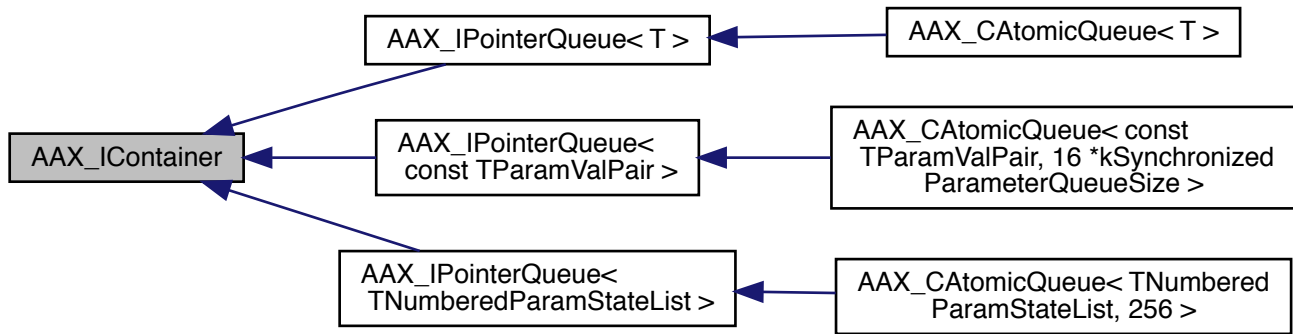 AAX_IPointerQueue< T >
AAX_CAtomicQueue< T >
AAX_IContainer
AAX_IPointerQueue<
const TParamValPair >
AAX_CAtomicQueue< const
TParamValPair, 16 *kSynchronized
ParameterQueueSize >
AAX_IPointerQueue<
TNumberedParamStateList >
AAX_CAtomicQueue< TNumbered
ParamStateList, 256 >